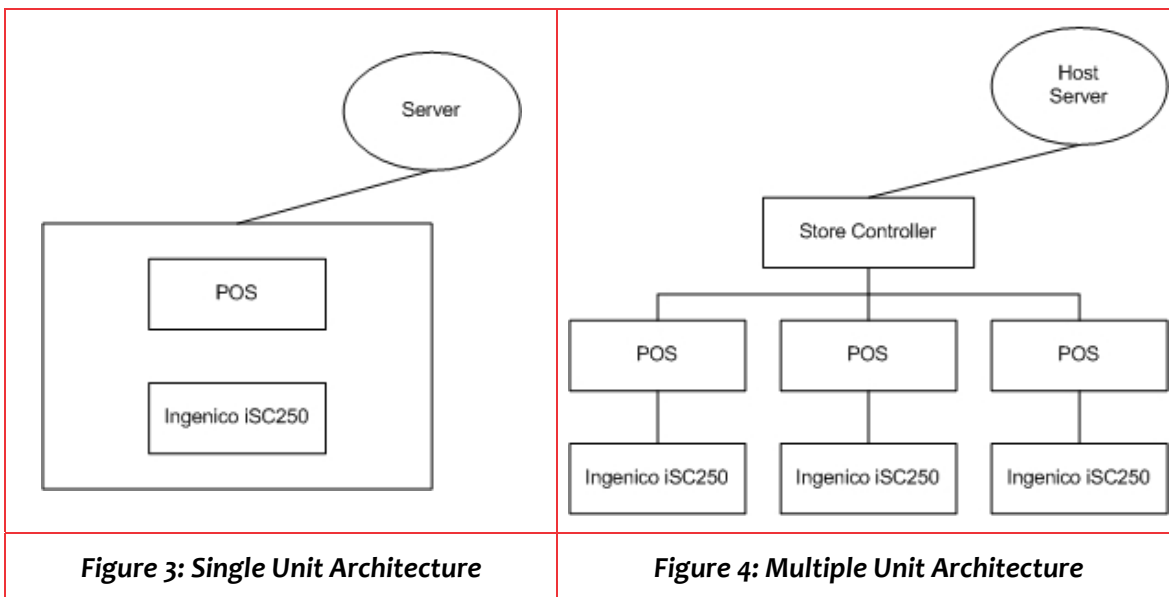 Server
POS
Ingenico iSC250
Host
Server
Store Controller
POS
POS
POS
Ingenico iSC250
Ingenico iSC250
Ingenico iSC250
Figure 3: Single Unit Architecture
Figure 4: Multiple Unit Architecture